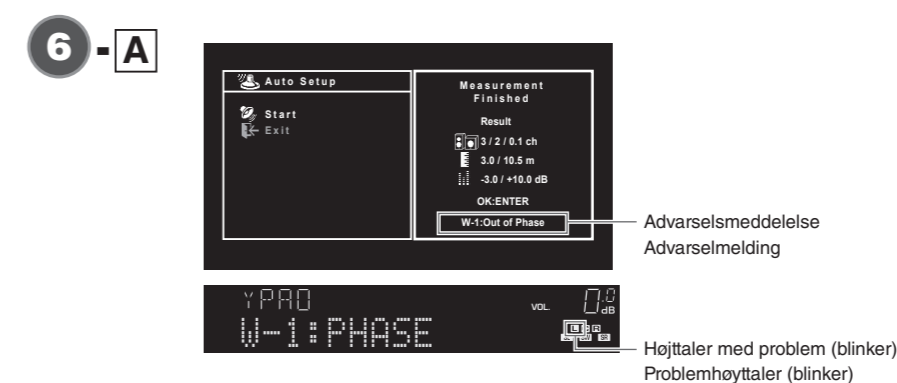 6 - A
Auto Setup
Start
Exit
Measurement
Finished
Result
3 / 2 / 0.1 ch
3.0 / 10.5 m
-3.0 / +10.0 dB
OK:ENTER
W-1:Out of Phase
Advarselsmeddelelse
Advarselmelding
YPAO
VOL.
0.0
dB
W-1:PHASE
L
R
Højttaler med problem (blinker)
Problemhøyttaler (blinker)